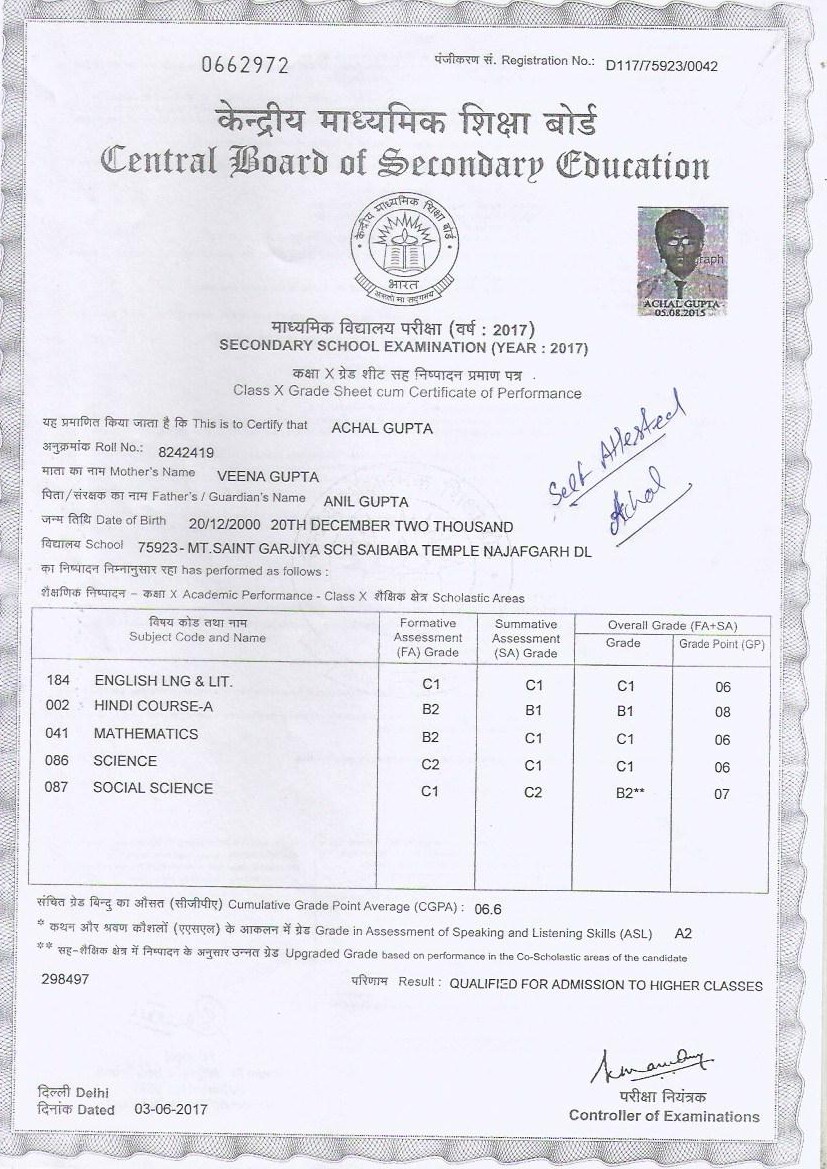 0662972
पंजीकरण सं. Registration No.: D117/75923/0042
केन्द्रीय माध्यमिक शिक्षा बोर्ड
Central Board of Secondary Education
केन्द्रीय माध्यमिक शिक्षा बोर्ड
भारत
असतो मा सद्गमय
raph
ACHAL GUPTA
05.08.2015
माध्यमिक विद्यालय परीक्षा (वर्ष : 2017)
SECONDARY SCHOOL EXAMINATION (YEAR : 2017)
कक्षा X ग्रेड शीट सह निष्पादन प्रमाण पत्र
Class X Grade Sheet cum Certificate of Performance
यह प्रमाणित किया जाता है कि This is to Certify that ACHAL GUPTA
अनुक्रमांक Roll No.: 8242419
माता का नाम Mother's Name VEENA GUPTA
पिता/संरक्षक का नाम Father's / Guardian's Name ANIL GUPTA
जन्म तिथि Date of Birth 20/12/2000 20TH DECEMBER TWO THOUSAND
विद्यालय School 75923- MT.SAINT GARJIYA SCH SAIBABA TEMPLE NAJAFGARH DL
Self Attested
Achal
का निष्पादन निम्नानुसार रहा has performed as follows :
शैक्षणिक निष्पादन – कक्षा X Academic Performance - Class X शैक्षिक क्षेत्र Scholastic Areas
विषय कोड तथा नाम
Subject Code and Name
Formative Assessment (FA) Grade
Summative Assessment (SA) Grade
Overall Grade (FA+SA)
Grade Grade Point (GP)
184 ENGLISH LNG & LIT. C1 C1 C1 06
002 HINDI COURSE-A B2 B1 B1 08
041 MATHEMATICS B2 C1 C1 06
086 SCIENCE C2 C1 C1 06
087 SOCIAL SCIENCE C1 C2 B2** 07
संचित ग्रेड बिन्दु का औसत (सीजीपीए) Cumulative Grade Point Average (CGPA) : 06.6
* कथन और श्रवण कौशलों (एएसएल) के आकलन में ग्रेड Grade in Assessment of Speaking and Listening Skills (ASL) A2
** सह-शैक्षिक क्षेत्र में निष्पादन के अनुसार उन्नत ग्रेड Upgraded Grade based on performance in the Co-Scholastic areas of the candidate
298497 परिणाम Result : QUALIFIED FOR ADMISSION TO HIGHER CLASSES
दिल्ली Delhi
दिनांक Dated 03-06-2017
परीक्षा नियंत्रक
Controller of Examinations